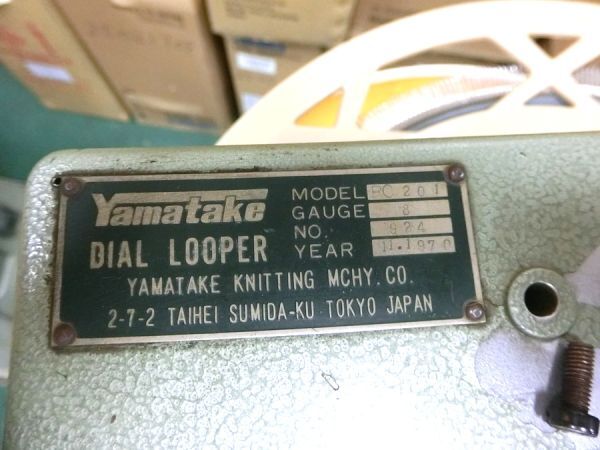 Yamatake
DIAL LOOPER
MODEL RC 201
GAUGE 8
NO. 924
YEAR 11.1970
YAMATAKE KNITTING MCHY. CO.
2-7-2 TAIHEI SUMIDA-KU TOKYO JAPAN